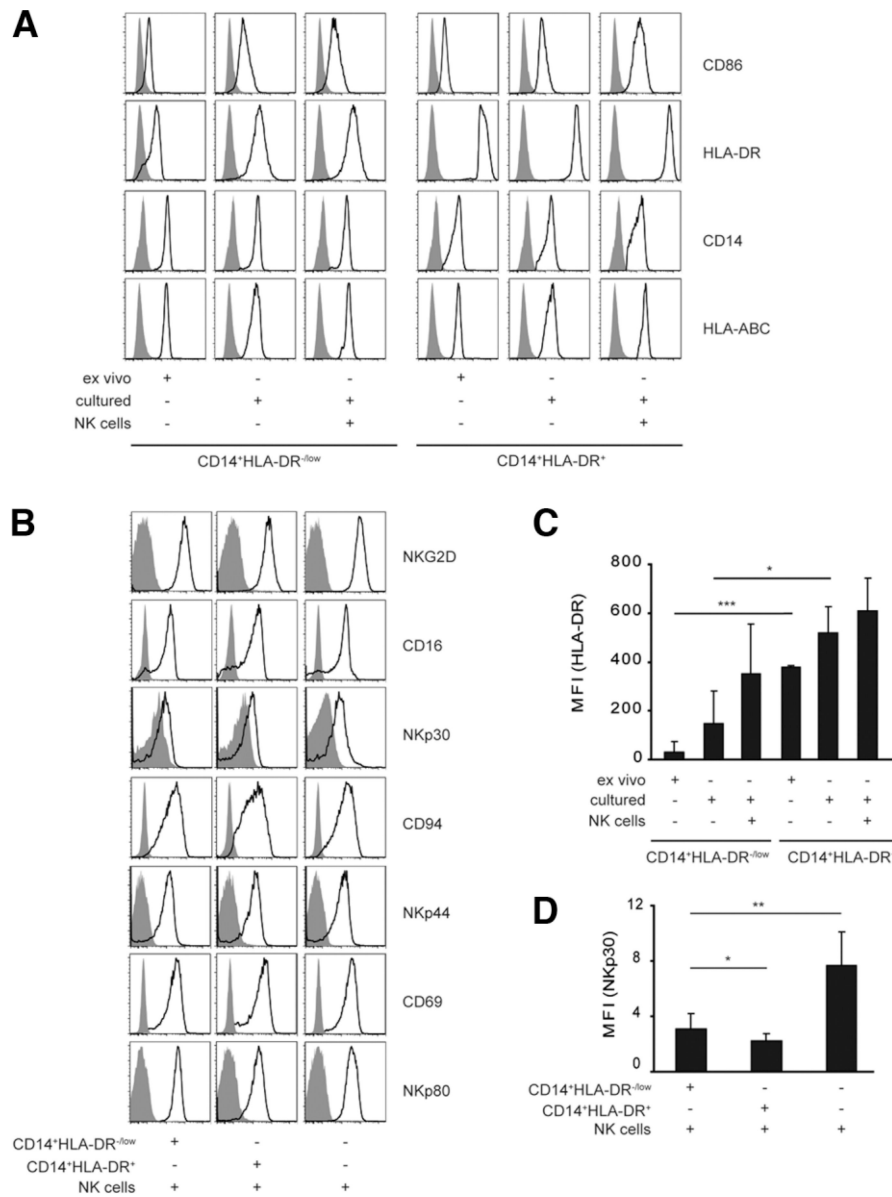 A
CD86
HLA-DR
CD14
HLA-ABC
ex vivo + - - + - -
cultured - + + - + +
NK cells - - + - - +
CD14⁺HLA-DR⁻/ˡᵒʷ CD14⁺HLA-DR⁺
B
NKG2D
CD16
NKp30
CD94
NKp44
CD69
NKp80
CD14⁺HLA-DR⁻/ˡᵒʷ + - -
CD14⁺HLA-DR⁺ - + -
NK cells + + +
C
MFI (HLA-DR)
800
600
400
200
0
*
***
ex vivo + - - + - -
cultured - + + - + +
NK cells - - + - - +
CD14⁺HLA-DR⁻/ˡᵒʷ CD14⁺HLA-DR
D
MFI (NKp30)
12
8
4
0
**
*
CD14⁺HLA-DR⁻/ˡᵒʷ + - -
CD14⁺HLA-DR⁺ - + -
NK cells + + +